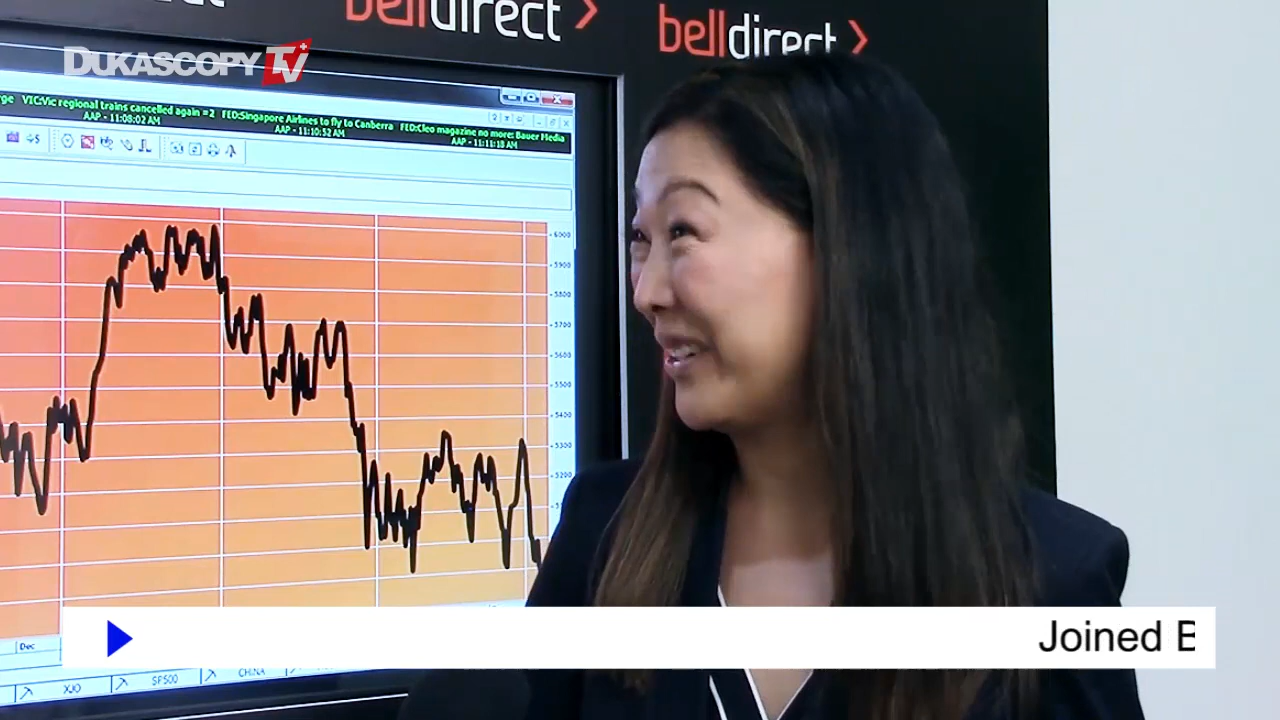 DUKASCOPY TV
belldirect >
belldirect >
VIC:Vic regional trains cancelled again =2 FED:Singapore Airlines to fly to Canberra FED:Cleo magazine no more: Bauer Media
AAP - 11:08:02 AM AAP - 11:10:52 AM AAP - 11:11:18 AM
6000
5900
5800
5700
5600
5500
5400
5300
5200
Dec
XJO SP500 CHINA
Joined